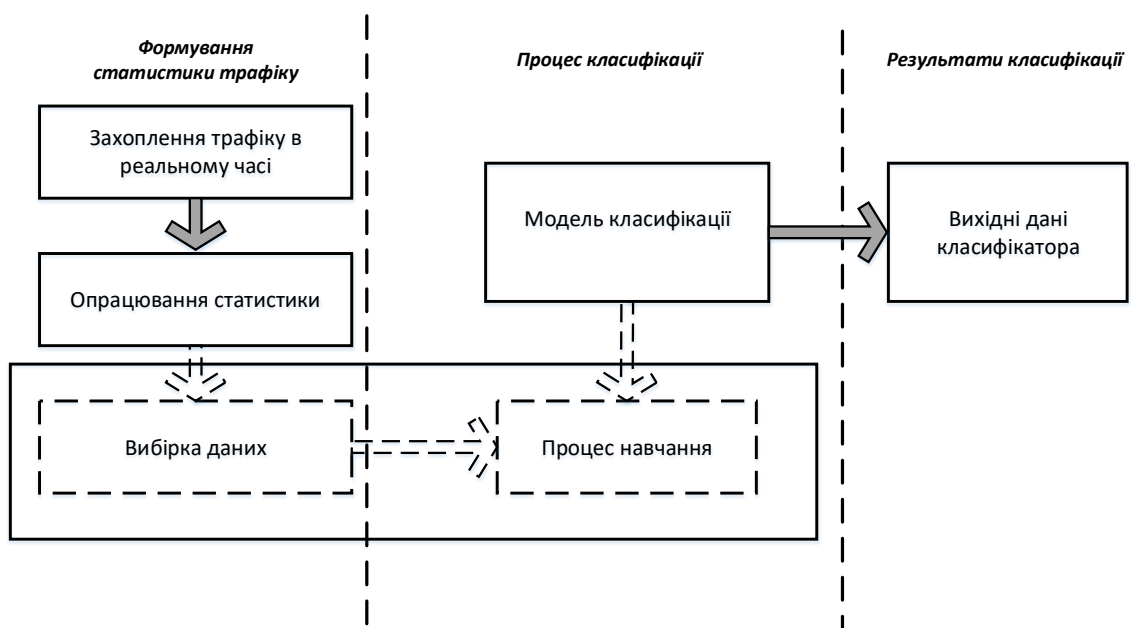 Формування
статистики трафіку
Процес класифікації
Результати класифікації
Захоплення трафіку в
реальному часі
Модель класифікації
Вихідні дані
класифікатора
Опрацювання статистики
Вибірка даних
Процес навчання